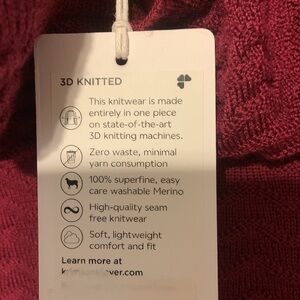 3D KNITTED
This knitwear is made
entirely in one piece
on state-of-the-art
3D knitting machines.
Zero waste, minimal
yarn consumption
100% superfine, easy
care washable Merino
High-quality seam
free knitwear
Soft, lightweight
comfort and fit
Learn more at